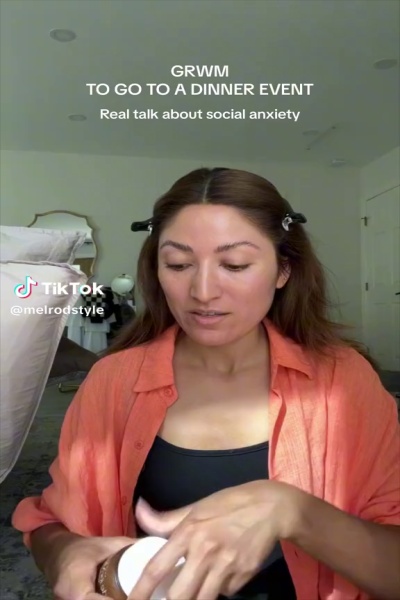 GRWM
TO GO TO A DINNER EVENT
Real talk about social anxiety
TikTok
@melrodstyle